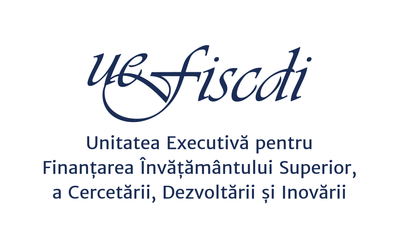 uefiscdi
Unitatea Executivă pentru
Finanțarea Învățământului Superior,
a Cercetării, Dezvoltării și Inovării